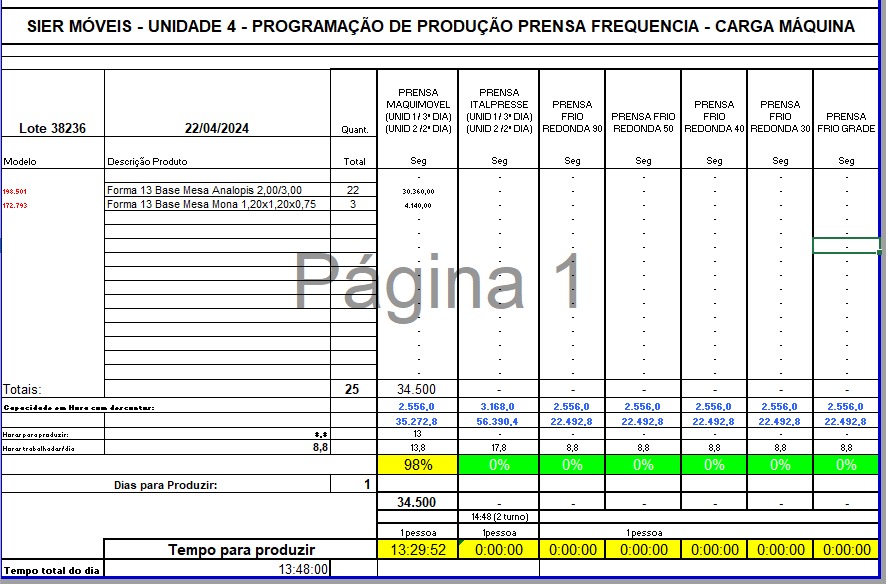 SIER MÓVEIS - UNIDADE 4 - PROGRAMAÇÃO DE PRODUÇÃO PRENSA FREQUENCIA - CARGA MÁQUINA
Lote 38236 22/04/2024 Quant. PRENSA MAQUIMOVEL (UNID 1 / 3ª DIA) (UNID 2 /2ª DIA) PRENSA ITALPRESSE (UNID 1 / 3ª DIA) (UNID 2 /2ª DIA) PRENSA FRIO REDONDA 90 PRENSA FRIO REDONDA 50 PRENSA FRIO REDONDA 40 PRENSA FRIO REDONDA 30 PRENSA FRIO GRADE
Modelo Descrição Produto Total Seg Seg Seg Seg Seg Seg Seg
- - - - - - -
198.501 Forma 13 Base Mesa Analopis 2,00/3,00 22 30.360,00 - - - - - -
172.793 Forma 13 Base Mesa Mona 1,20x1,20x0,75 3 4.140,00 - - - - - -
- - - - - - -
- - - - - - -
- - - - - - -
- - - - - - -
Página 1
- - - - - - -
- - - - - - -
- - - - - - -
- - - - - - -
- - - - - - -
- - - - - - -
- - - - - - -
Totais: 25 34.500 - - - - - -
Capacidade em Hora com descontar: 2.556,0 3.168,0 2.556,0 2.556,0 2.556,0 2.556,0 2.556,0
35.272,8 56.390,4 22.492,8 22.492,8 22.492,8 22.492,8 22.492,8
Horas para produzir: 8,8 13 - - - - - -
Horas trabalhadas/dia 8,8 13,8 17,8 8,8 8,8 8,8 8,8 8,8
98% 0% 0% 0% 0% 0% 0%
Dias para Produzir: 1
34.500 - - - - - -
14:48 (2 turno)
1 pessoa 1pessoa 1 pessoa
Tempo para produzir 13:29:52 0:00:00 0:00:00 0:00:00 0:00:00 0:00:00 0:00:00
Tempo total do dia 13:48:00